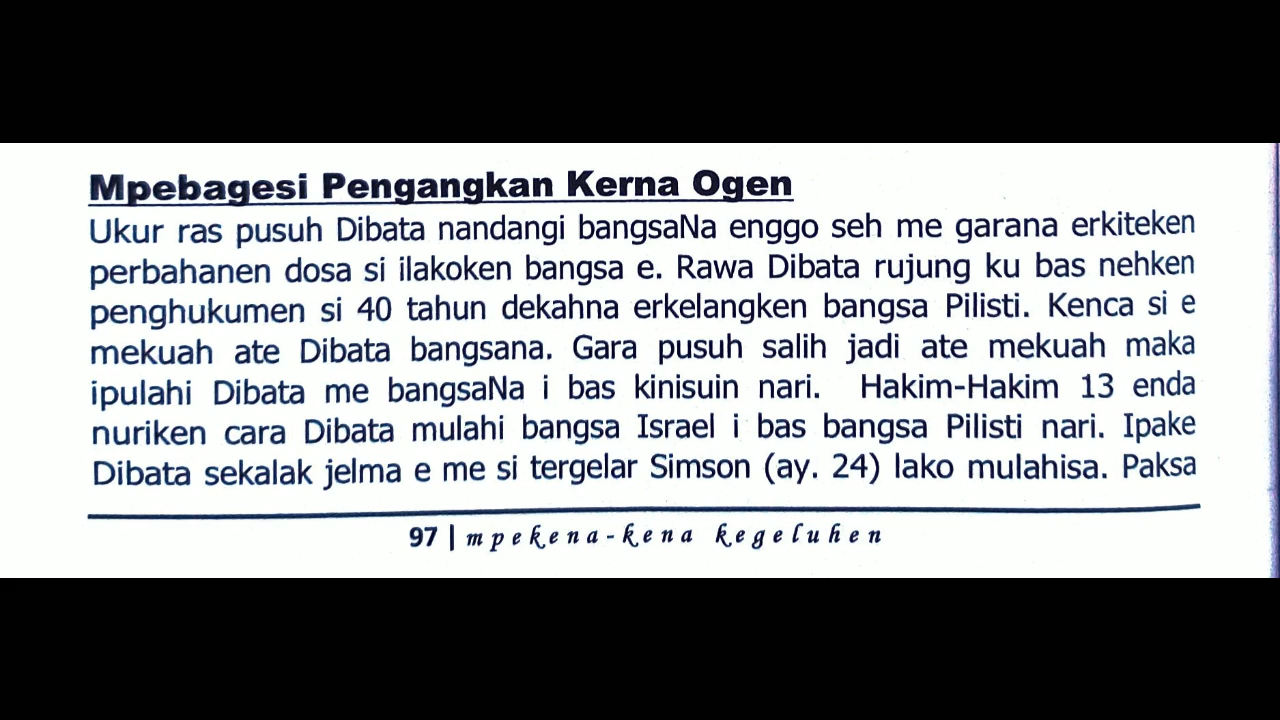 Mpebagesi Pengangkan Kerna Ogen
Ukur ras pusuh Dibata nandangi bangsaNa enggo seh me garana erkiteken
perbahanen dosa si ilakoken bangsa e. Rawa Dibata rujung ku bas nehken
penghukumen si 40 tahun dekahna erkelangken bangsa Pilisti. Kenca si e
mekuah ate Dibata bangsana. Gara pusuh salih jadi ate mekuah maka
ipulahi Dibata me bangsaNa i bas kinisuin nari. Hakim-Hakim 13 enda
nuriken cara Dibata mulahi bangsa Israel i bas bangsa Pilisti nari. Ipake
Dibata sekalak jelma e me si tergelar Simson (ay. 24) lako mulahisa. Paksa
97 | mpekena-kena kegeluhen